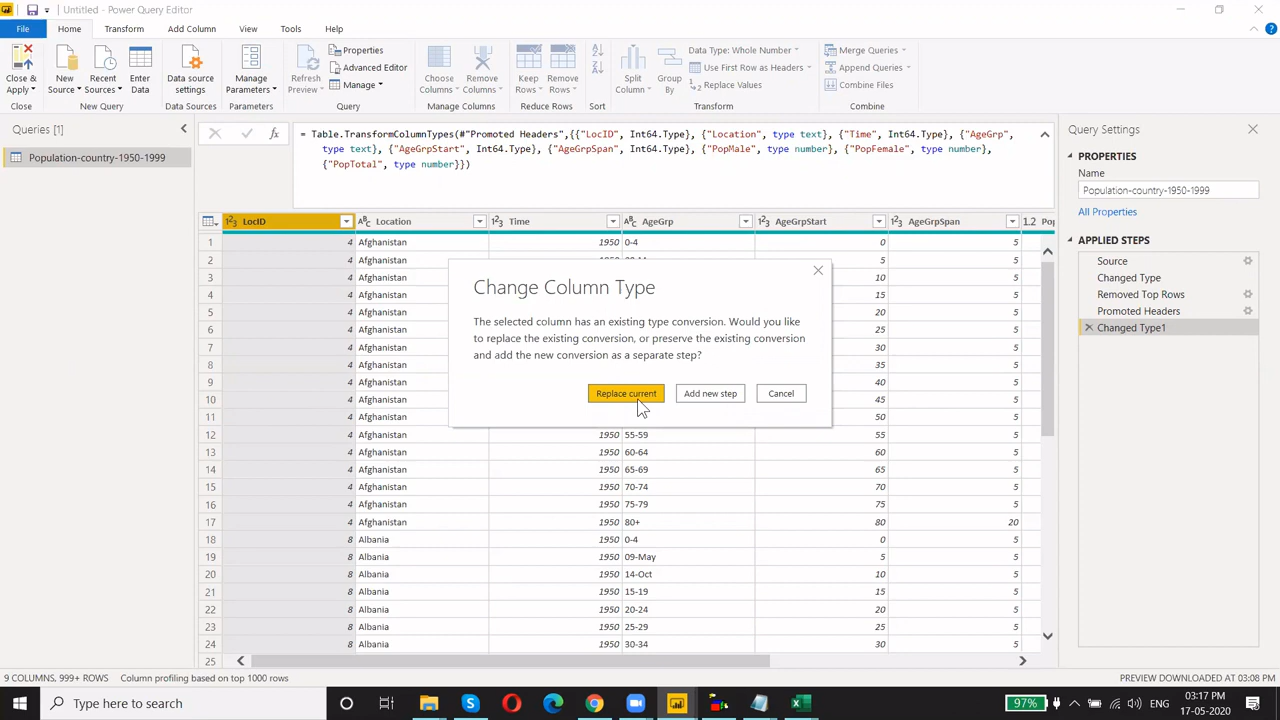 Untitled - Power Query Editor
File Home Transform Add Column View Tools Help
Close & Apply
New Source
Recent Sources
Enter Data
Data source settings
Manage Parameters
Refresh Preview
Properties
Advanced Editor
Manage
Choose Columns
Remove Columns
Keep Rows
Remove Rows
Split Column
Group By
Data Type: Whole Number
Use First Row as Headers
Replace Values
Merge Queries
Append Queries
Combine Files
Close New Query Data Sources Parameters Query Manage Columns Reduce Rows Sort Transform Combine
Queries [1]
Population-country-1950-1999
= Table.TransformColumnTypes(#"Promoted Headers",{{"LocID", Int64.Type}, {"Location", type text}, {"Time", Int64.Type}, {"AgeGrp",
type text}, {"AgeGrpStart", Int64.Type}, {"AgeGrpSpan", Int64.Type}, {"PopMale", type number}, {"PopFemale", type number},
{"PopTotal", type number}})
LocID Location Time AgeGrp AgeGrpStart AgeGrpSpan
1 4 Afghanistan 1950 0-4 0 5
2 4 Afghanistan 5 5
3 4 Afghanistan 10 5
4 4 Afghanistan 15 5
5 4 Afghanistan 20 5
6 4 Afghanistan 25 5
7 4 Afghanistan 30 5
8 4 Afghanistan 35 5
9 4 Afghanistan 40 5
10 4 Afghanistan 45 5
11 4 Afghanistan 50 5
12 4 Afghanistan 1950 55-59 55 5
13 4 Afghanistan 1950 60-64 60 5
14 4 Afghanistan 1950 65-69 65 5
15 4 Afghanistan 1950 70-74 70 5
16 4 Afghanistan 1950 75-79 75 5
17 4 Afghanistan 1950 80+ 80 20
18 8 Albania 1950 0-4 0 5
19 8 Albania 1950 09-May 5 5
20 8 Albania 1950 14-Oct 10 5
21 8 Albania 1950 15-19 15 5
22 8 Albania 1950 20-24 20 5
23 8 Albania 1950 25-29 25 5
24 8 Albania 1950 30-34 30 5
25
Change Column Type
The selected column has an existing type conversion. Would you like
to replace the existing conversion, or preserve the existing conversion
and add the new conversion as a separate step?
Replace current Add new step Cancel
Query Settings
PROPERTIES
Name
Population-country-1950-1999
All Properties
APPLIED STEPS
Source
Changed Type
Removed Top Rows
Promoted Headers
Changed Type1
9 COLUMNS, 999+ ROWS Column profiling based on top 1000 rows
PREVIEW DOWNLOADED AT 03:08 PM
Type here to search
97%
03:17 PM
17-05-2020